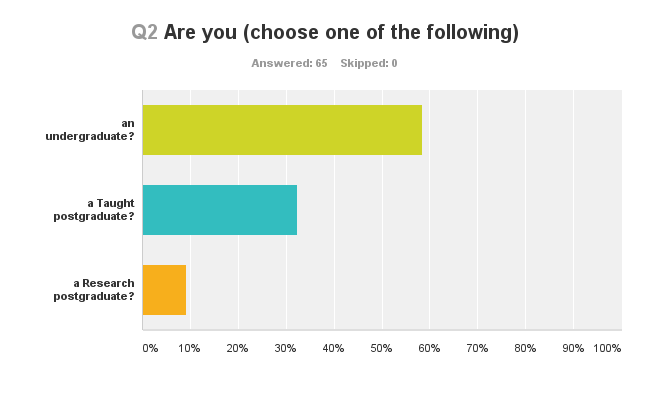 Q2 Are you (choose one of the following)
Answered: 65 Skipped: 0
an
undergraduate?
a Taught
postgraduate?
a Research
postgraduate?
0% 10% 20% 30% 40% 50% 60% 70% 80% 90% 100%